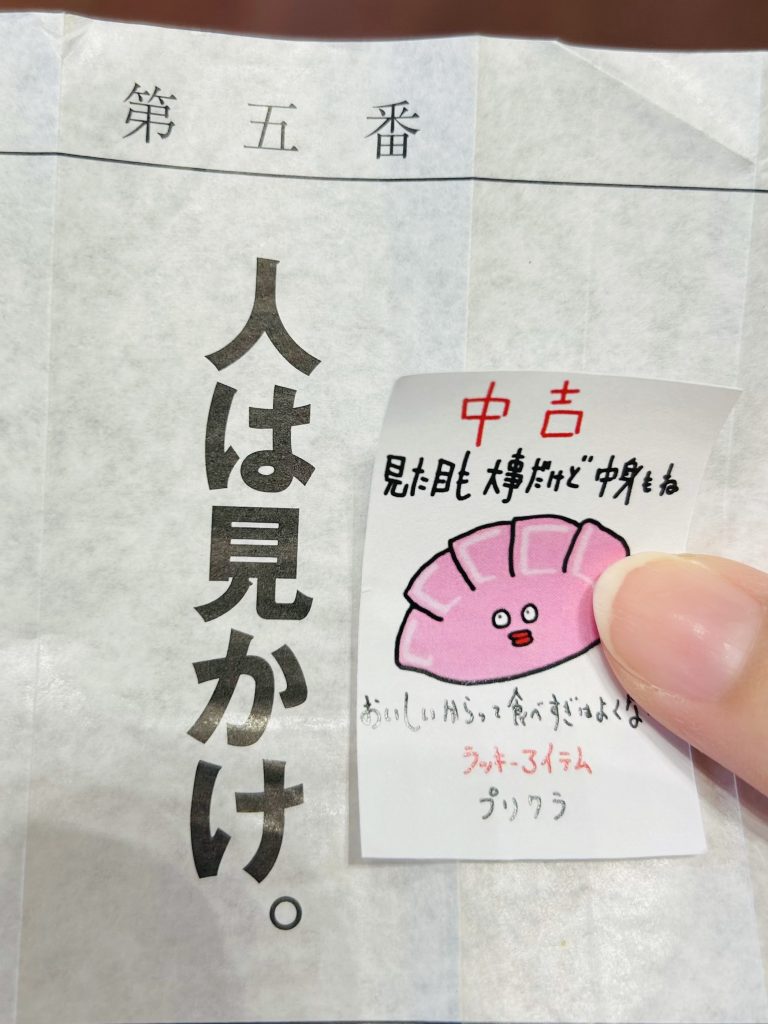 第五番
人は見かけ。
中吉
見た目も大事だけど中身もね
おいしいからって食べすぎはよくな
ラッキーアイテム
プリクラ